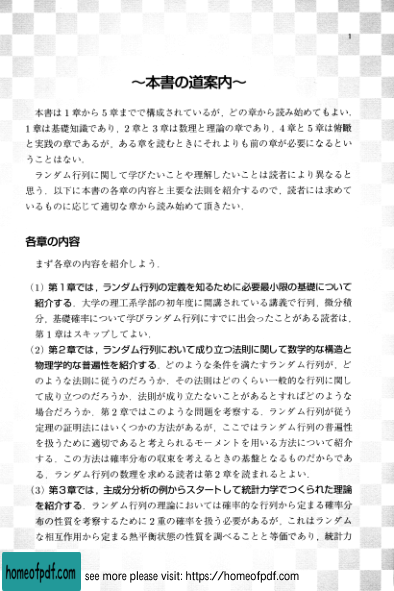 1
～本書の道案内～
本書は1章から5章までで構成されているが，どの章から読み始めてもよい．
1章は基礎知識であり，2章と3章は数理と理論の章であり，4章と5章は俯瞰
と実践の章であるが，ある章を読むときにそれよりも前の章が必要になるとい
うことはない．
ランダム行列に関して学びたいことや理解したいことは読者により異なると
思う．以下に本書の各章の内容と主要な法則を紹介するので，読者には求めて
いるものに応じて適切な章から読み始めて頂きたい．
各章の内容
まず各章の内容を紹介しよう．
(1) 第1章では，ランダム行列の定義を知るために必要最小限の基礎について
紹介する．大学の理工系学部の初年度に開講されている講義で行列，微分積
分，基礎確率について学びランダム行列にすでに出会ったことがある読者は，
第1章はスキップしてよい．
(2) 第2章では，ランダム行列において成り立つ法則に関して数学的な構造と
物理学的な普遍性を紹介する．どのような条件を満たすランダム行列が，ど
のような法則に従うのだろうか．その法則はどのくらい一般的な行列に関し
て成り立つのだろうか．法則が成り立たないことがあるとすればどのような
場合だろうか．第2章ではこのような問題を考察する．ランダム行列が従う
定理の証明法にはいくつかの方法があるが，ここではランダム行列の普遍性
を扱うために適切であると考えられるモーメントを用いる方法について紹介
する．この方法は確率分布の収束を考えるときの基盤となるものだからであ
る．ランダム行列の数理を求める読者は第2章を読まれるとよい．
(3) 第3章では，主成分分析の例からスタートして統計力学でつくられた理論
を紹介する．ランダム行列の理論においては確率的な行列から定まる確率分
布の性質を考察するために2重の確率を扱う必要があるが，これはランダム
な相互作用から定まる熱平衡状態の性質を調べることと等価であり，統計力
homeofpdf.com see more please visit: https://homeofpdf.com